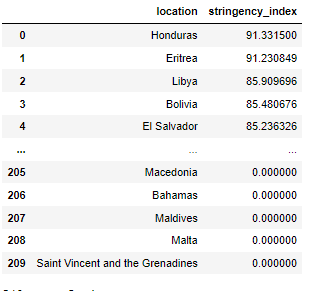 location stringency_index
0 Honduras 91.331500
1 Eritrea 91.230849
2 Libya 85.909696
3 Bolivia 85.480676
4 El Salvador 85.236326
... ... ...
205 Macedonia 0.000000
206 Bahamas 0.000000
207 Maldives 0.000000
208 Malta 0.000000
209 Saint Vincent and the Grenadines 0.000000